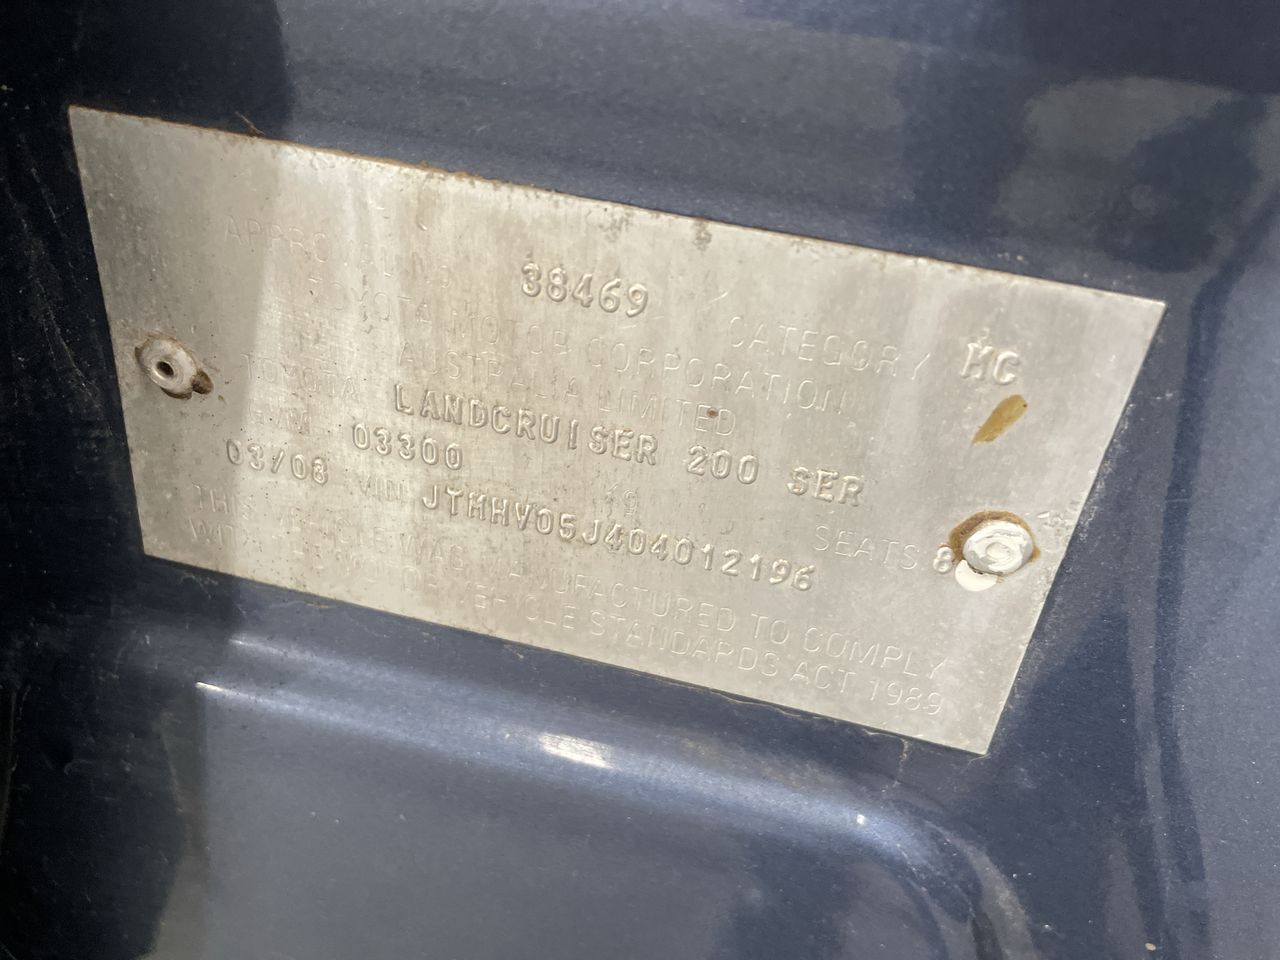 APPROVAL NO 38469 CATEGORY MC
TOYOTA MOTOR CORPORATION
AUSTRALIA LIMITED
TOYOTA LANDCRUISER 200 SER
GVM 03300 kg SEATS 8
03/08 VIN JTMHV05J404012196
THIS VEHICLE WAS MANUFACTURED TO COMPLY
WITH THE MOTOR VEHICLE STANDARDS ACT 1989